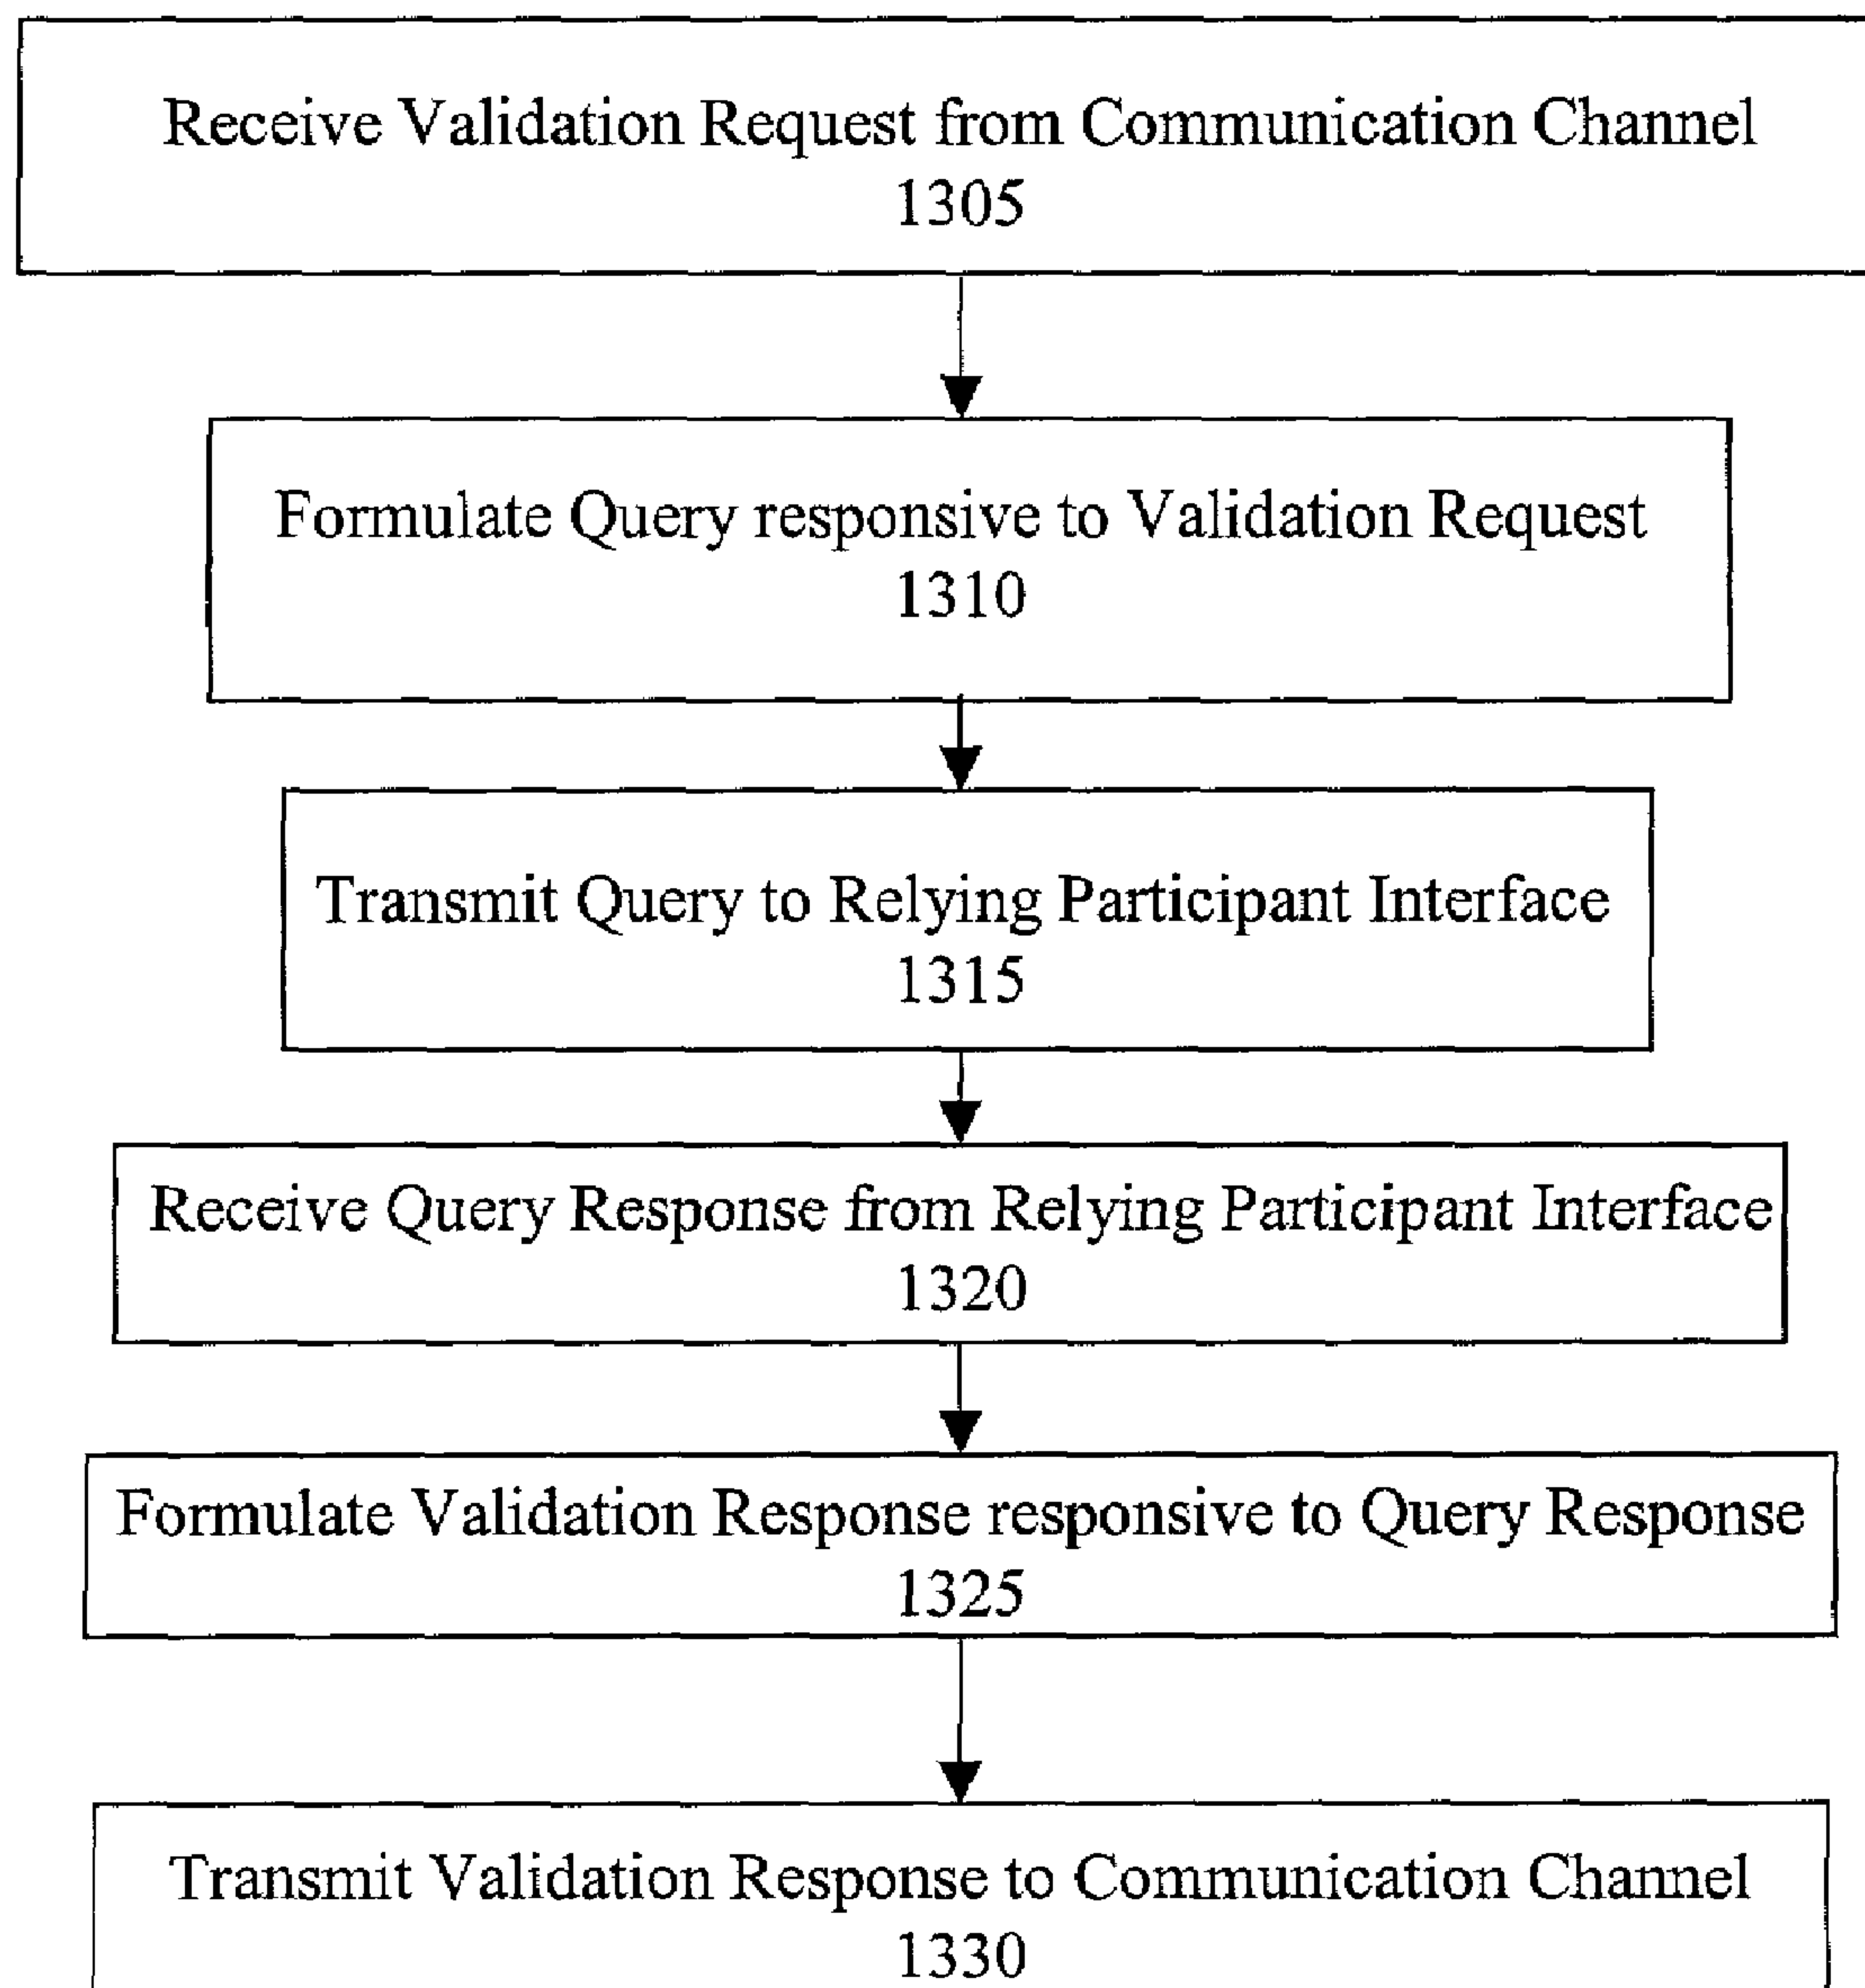 Receive Validation Request from Communication Channel
1305
Formulate Query responsive to Validation Request
1310
Transmit Query to Relying Participant Interface
1315
Receive Query Response from Relying Participant Interface
1320
Formulate Validation Response responsive to Query Response
1325
Transmit Validation Response to Communication Channel
1330